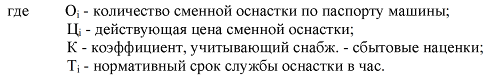 где Оᵢ - количество сменной оснастки по паспорту машины;
Цᵢ - действующая цена сменной оснастки;
К - коэффициент, учитывающий снабж. - сбытовые наценки;
Тᵢ - нормативный срок службы оснастки в час.